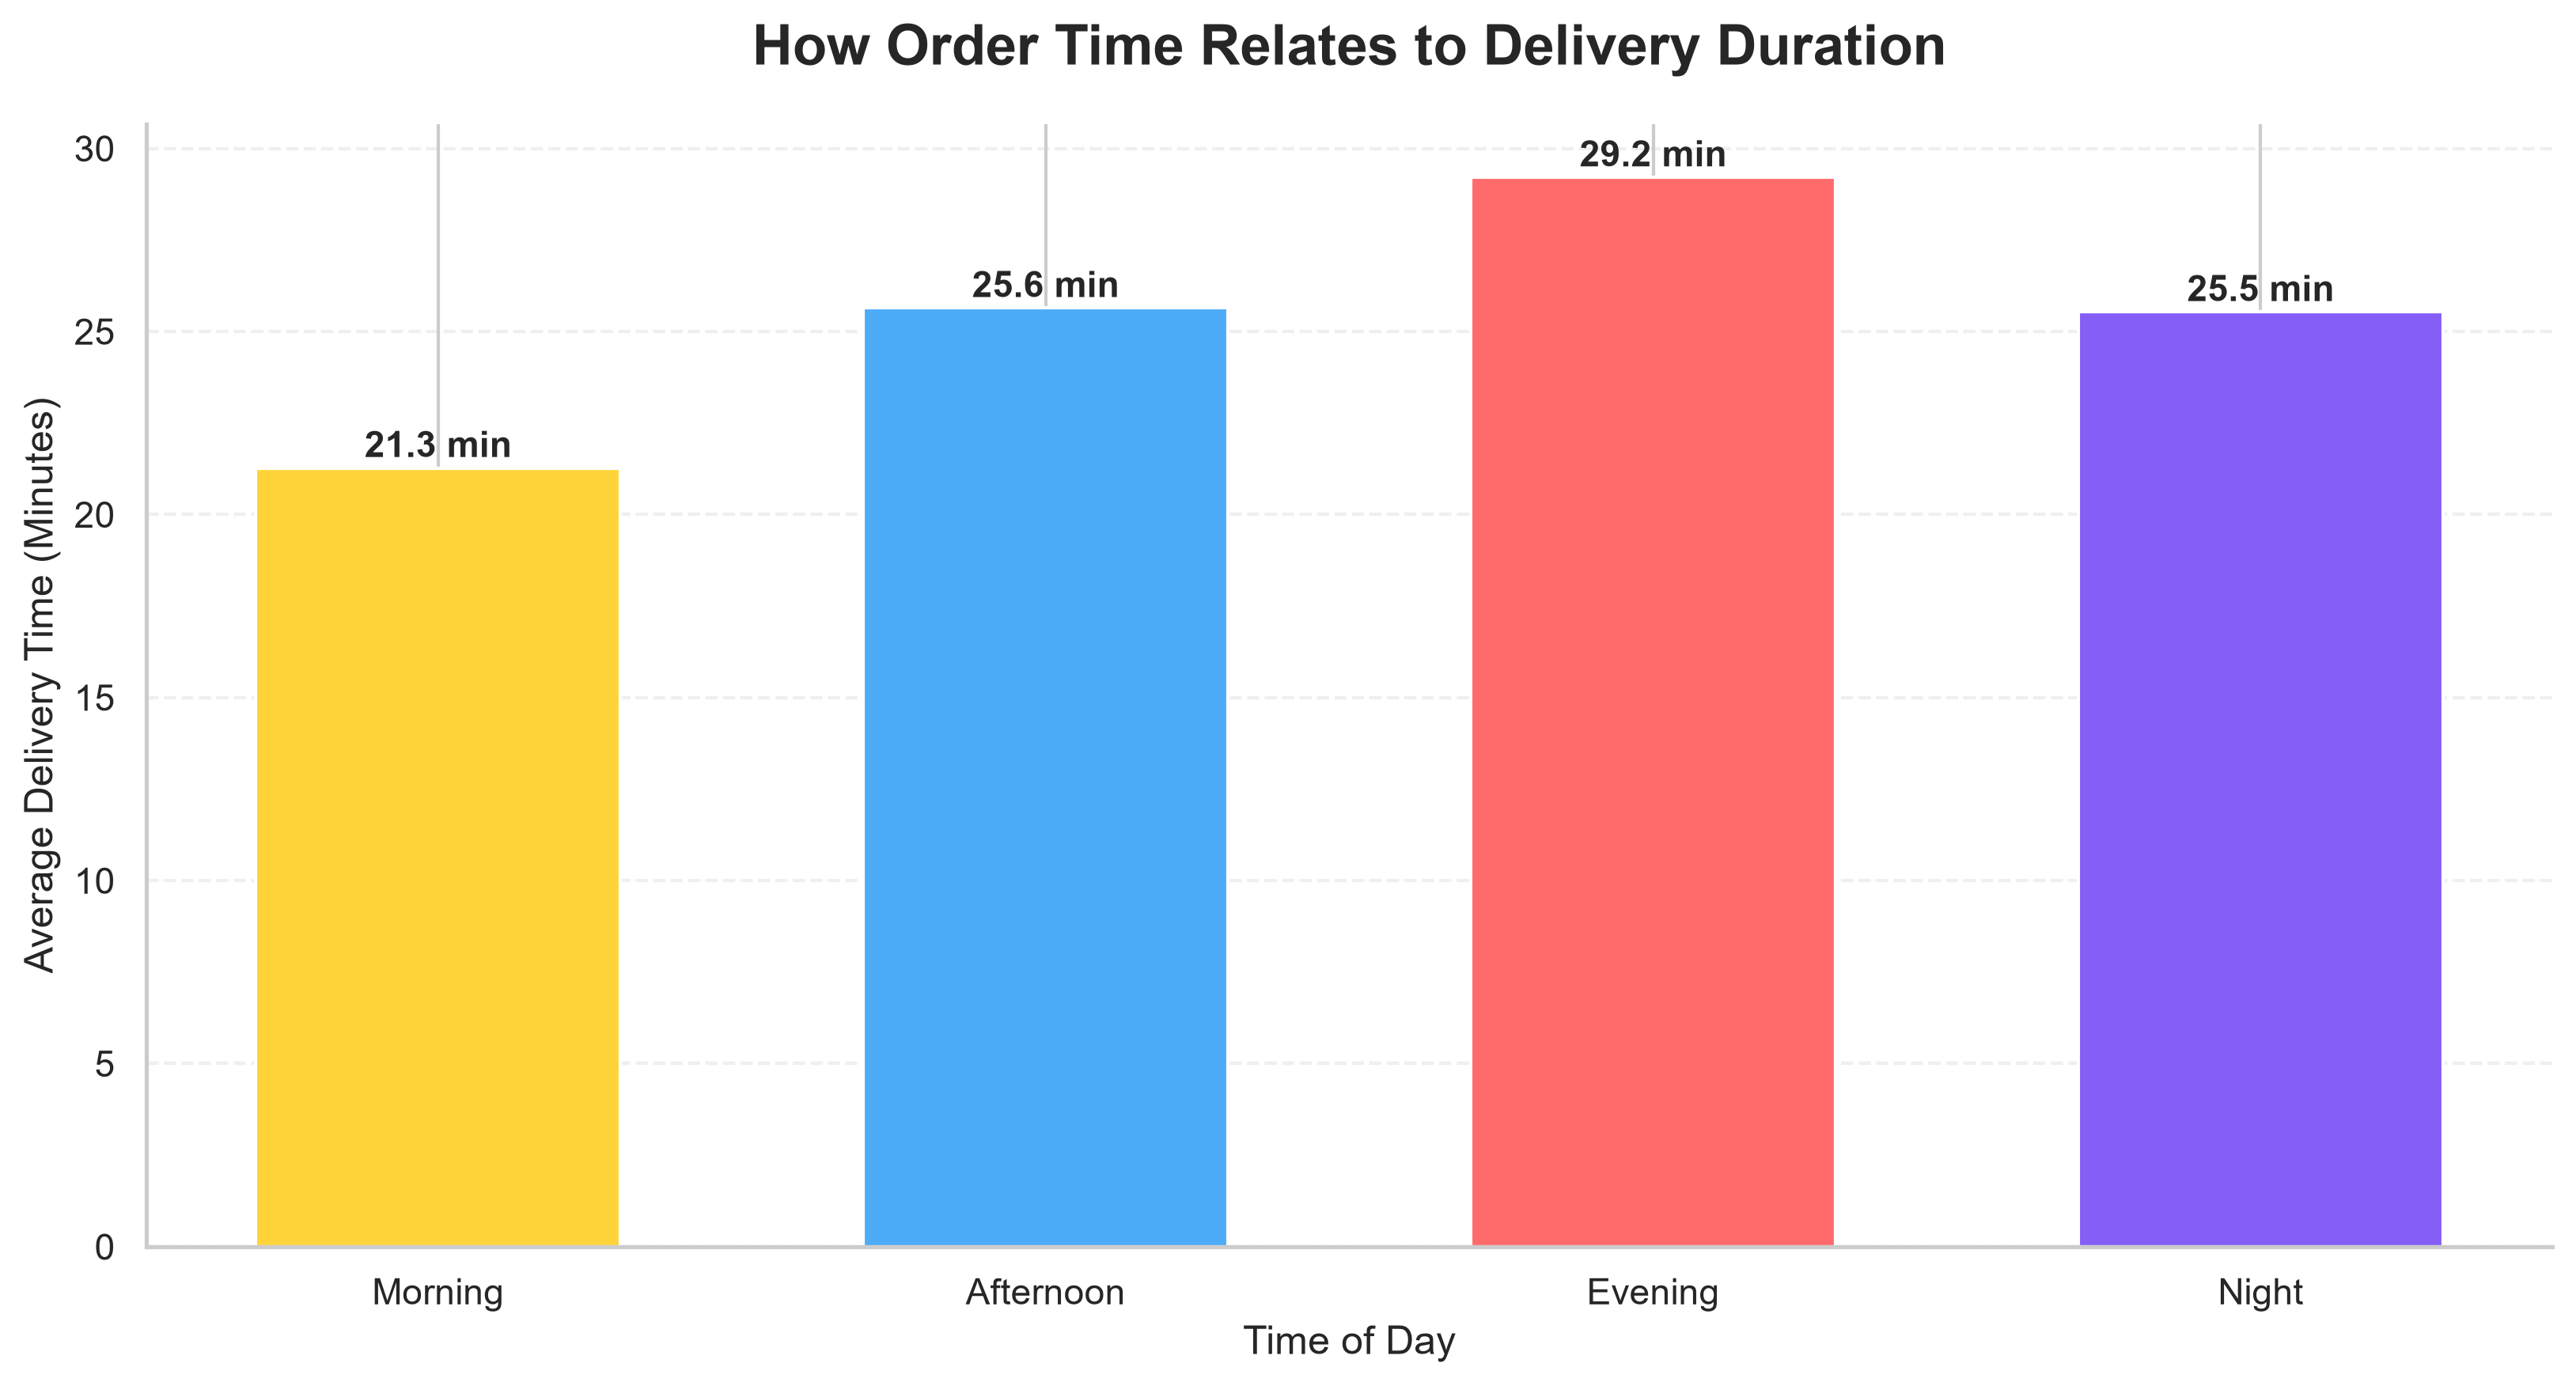 How Order Time Relates to Delivery Duration
Average Delivery Time (Minutes)
30
25
20
15
10
5
0
21.3 min
25.6 min
29.2 min
25.5 min
Morning
Afternoon
Evening
Night
Time of Day